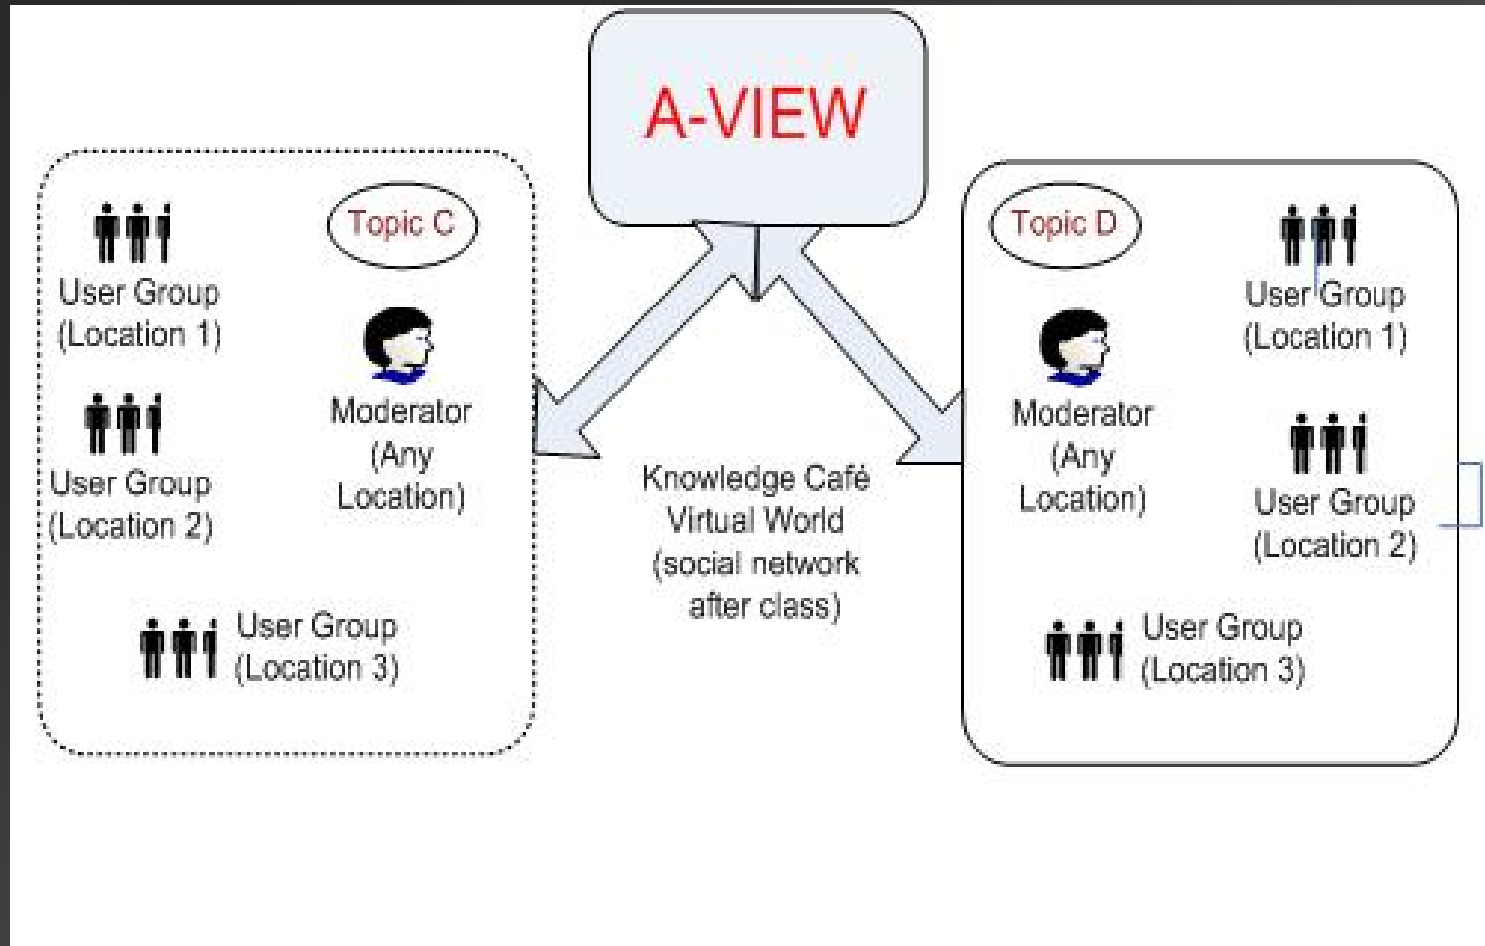 A-VIEW
Topic C
User Group
(Location 1)
Moderator
(Any
Location)
User Group
(Location 2)
User Group
(Location 3)
Knowledge Café
Virtual World
(social network
after class)
Topic D
User Group
(Location 1)
Moderator
(Any
Location)
User Group
(Location 2)
User Group
(Location 3)